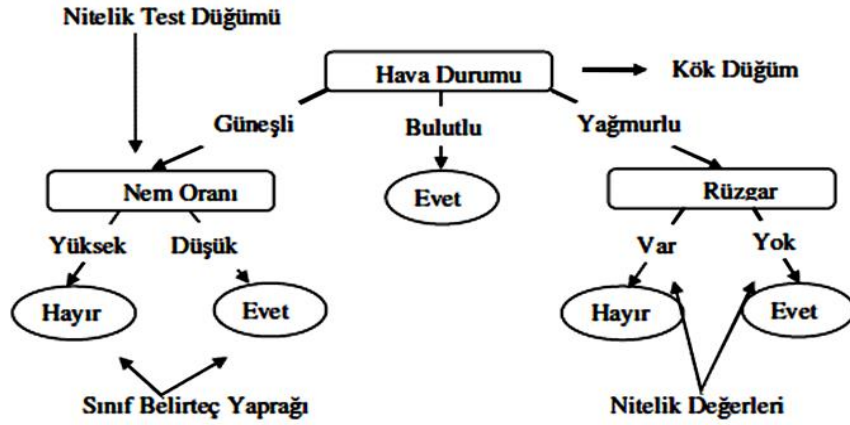 Nitelik Test Düğümü
Hava Durumu
Kök Düğüm
Güneşli
Bulutlu
Yağmurlu
Nem Oranı
Evet
Rüzgar
Yüksek
Düşük
Var
Yok
Hayır
Evet
Hayır
Evet
Sınıf Belirteç Yaprağı
Nitelik Değerleri